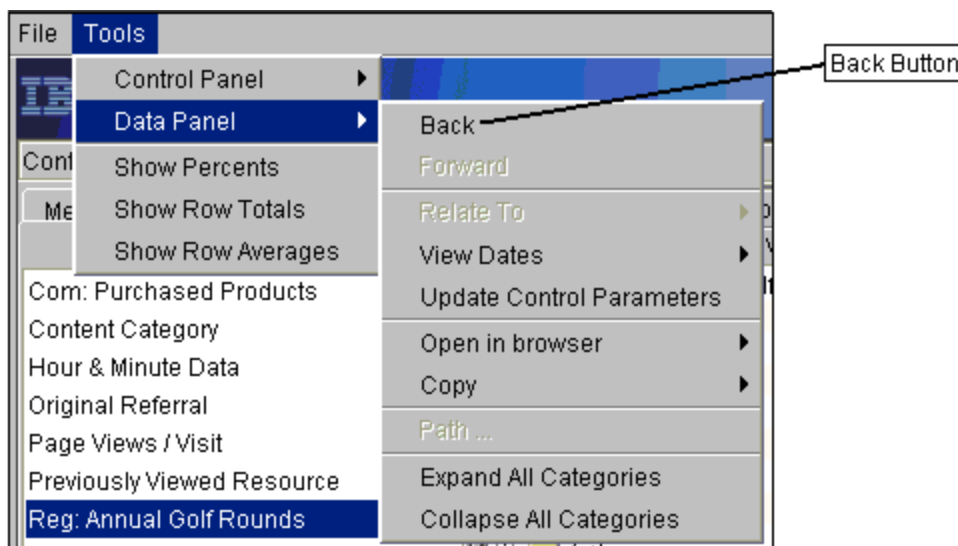 File Tools
Back Button
Control Panel
Data Panel
Show Percents
Show Row Totals
Show Row Averages
Back
Forward
Relate To
View Dates
Update Control Parameters
Open in browser
Copy
Path ...
Expand All Categories
Collapse All Categories
Com: Purchased Products
Content Category
Hour & Minute Data
Original Referral
Page Views / Visit
Previously Viewed Resource
Reg: Annual Golf Rounds